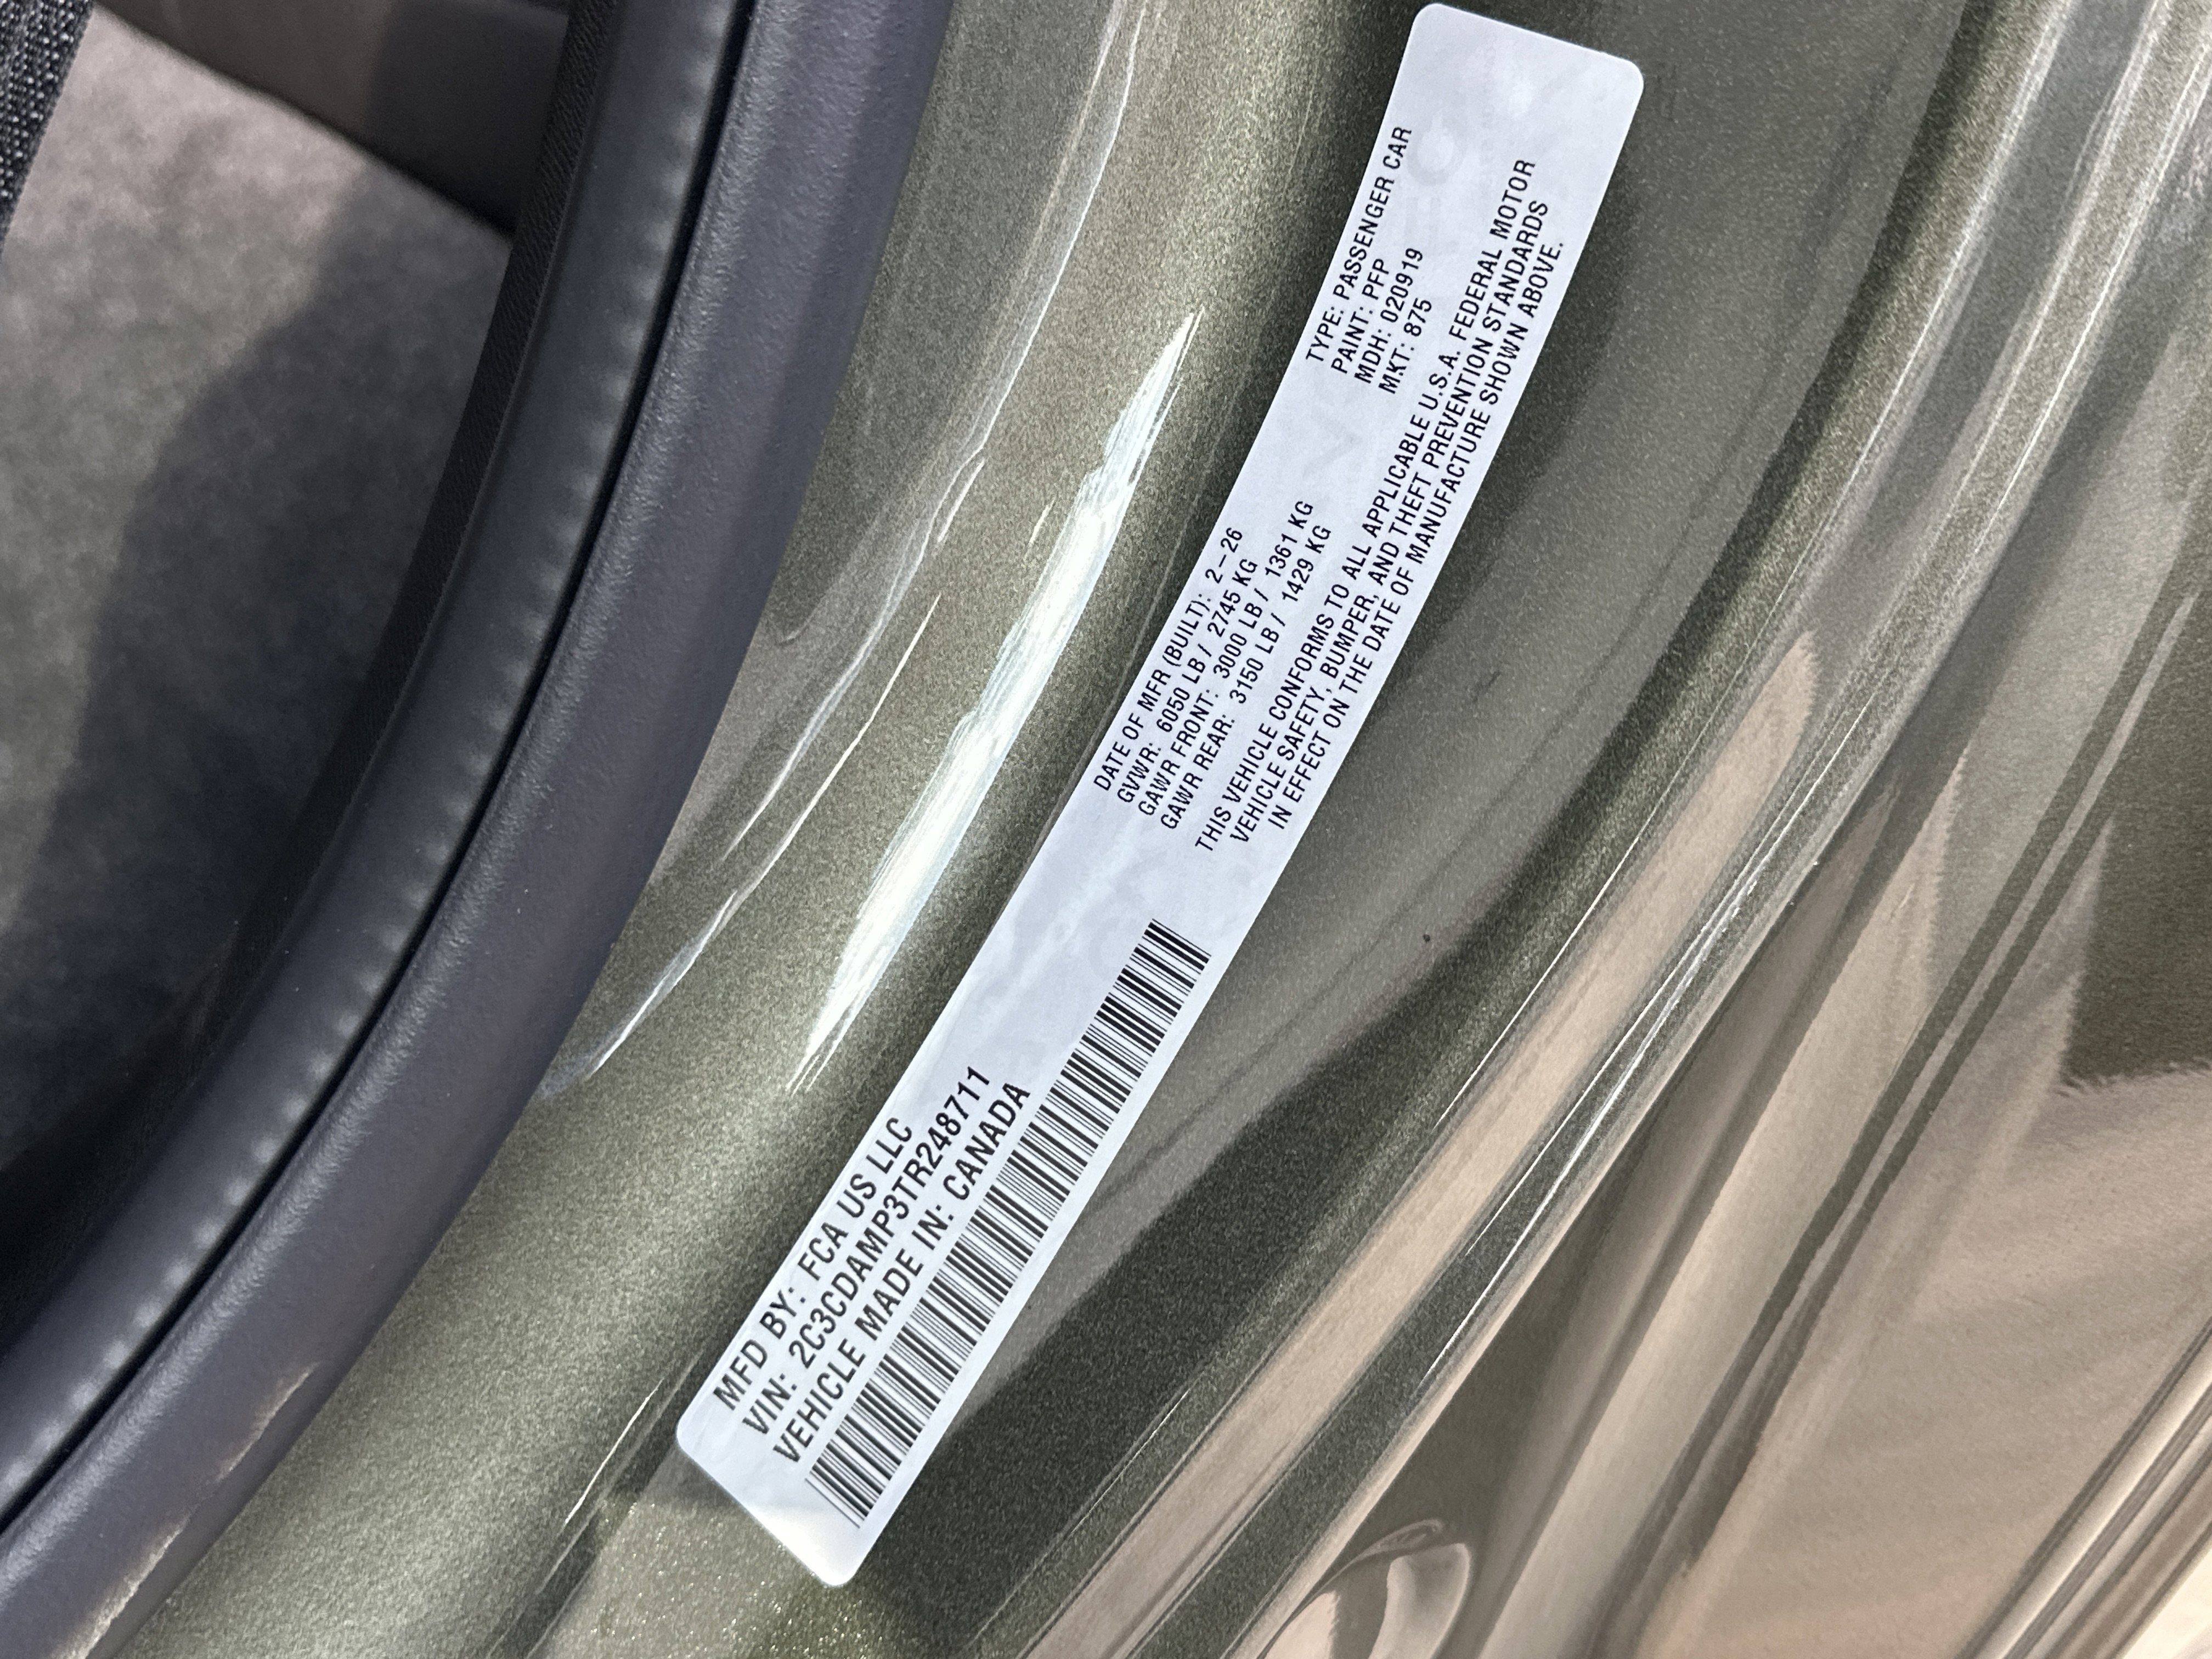 MFD BY: FCA US LLC
VIN: 2C3CDAMP3TR248711
VEHICLE MADE IN: CANADA
DATE OF MFR (BUILT): 2-26
GVWR: 6050 LB / 2745 KG
GAWR FRONT: 3000 LB / 1361 KG
GAWR REAR: 3150 LB / 1429 KG
TYPE: PASSENGER CAR
PAINT: PFP
MDH: 020919
MKT: 875
THIS VEHICLE CONFORMS TO ALL APPLICABLE U.S.A. FEDERAL MOTOR
VEHICLE SAFETY, BUMPER, AND THEFT PREVENTION STANDARDS
IN EFFECT ON THE DATE OF MANUFACTURE SHOWN ABOVE.